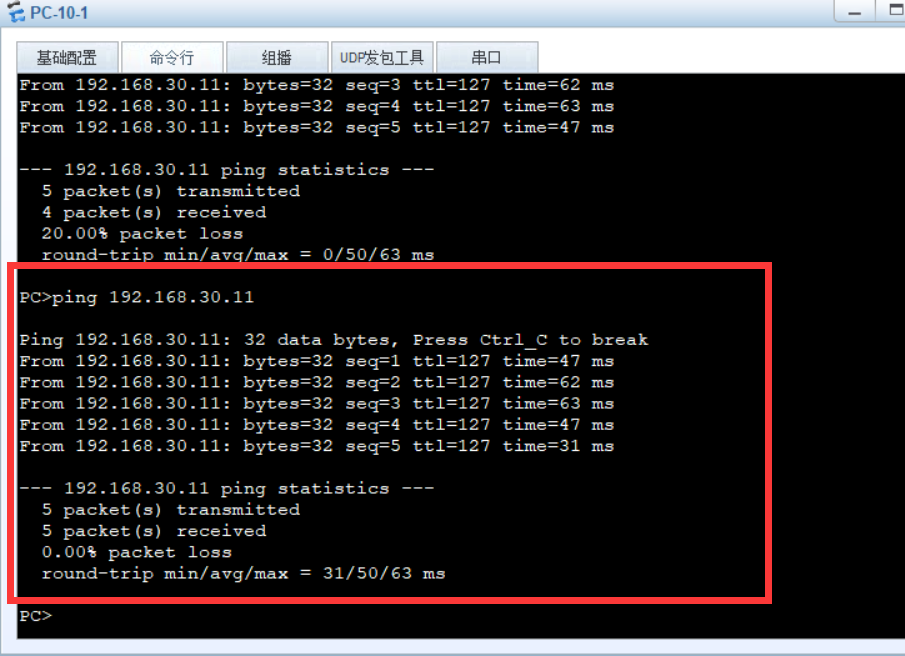 PC-10-1
基础配置 命令行 组播 UDP发包工具 串口
From 192.168.30.11: bytes=32 seq=3 ttl=127 time=62 ms
From 192.168.30.11: bytes=32 seq=4 ttl=127 time=63 ms
From 192.168.30.11: bytes=32 seq=5 ttl=127 time=47 ms
--- 192.168.30.11 ping statistics ---
5 packet(s) transmitted
4 packet(s) received
20.00% packet loss
round-trip min/avg/max = 0/50/63 ms
PC>ping 192.168.30.11
Ping 192.168.30.11: 32 data bytes, Press Ctrl_C to break
From 192.168.30.11: bytes=32 seq=1 ttl=127 time=47 ms
From 192.168.30.11: bytes=32 seq=2 ttl=127 time=62 ms
From 192.168.30.11: bytes=32 seq=3 ttl=127 time=63 ms
From 192.168.30.11: bytes=32 seq=4 ttl=127 time=47 ms
From 192.168.30.11: bytes=32 seq=5 ttl=127 time=31 ms
--- 192.168.30.11 ping statistics ---
5 packet(s) transmitted
5 packet(s) received
0.00% packet loss
round-trip min/avg/max = 31/50/63 ms
PC>